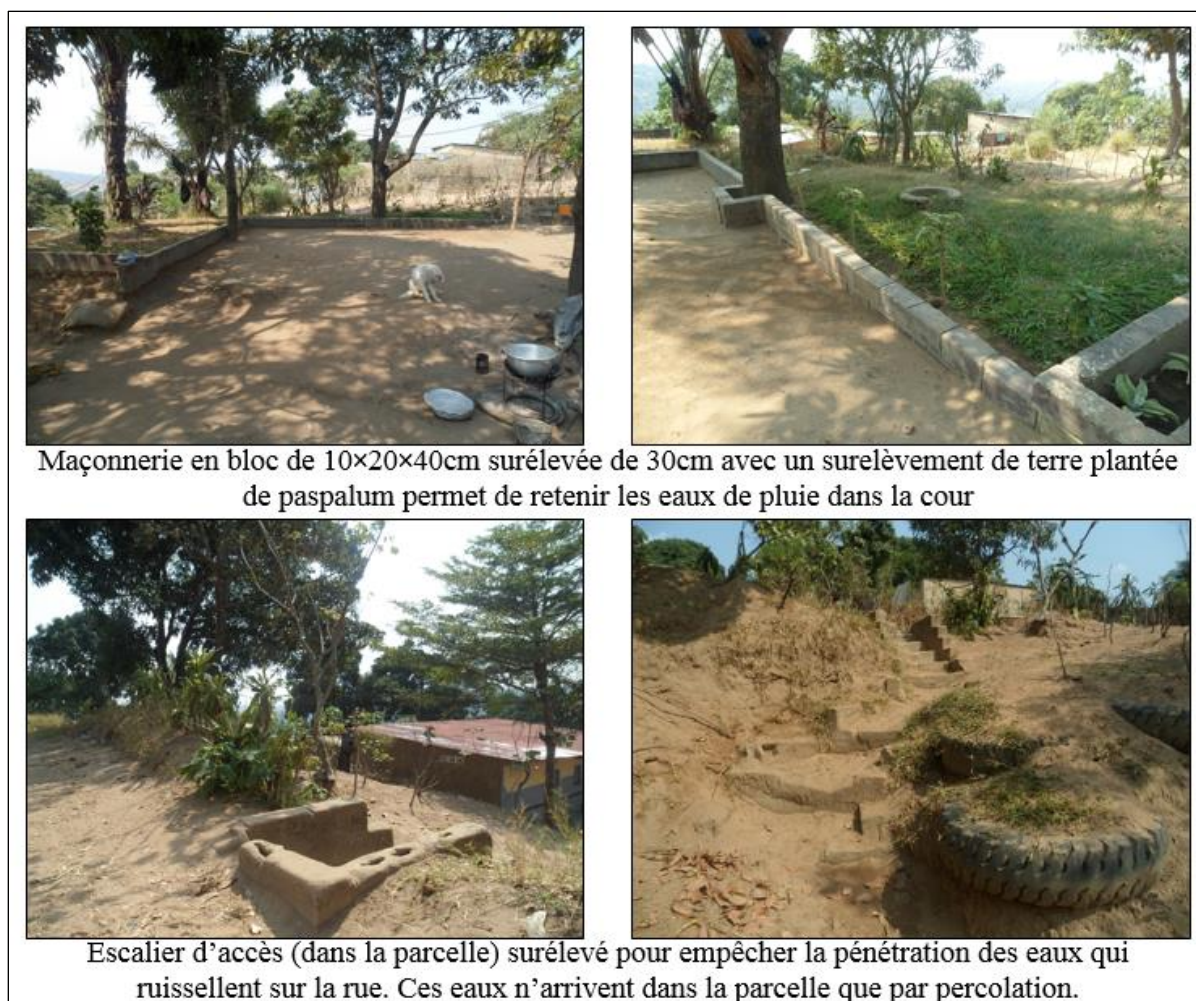 Maçonnerie en bloc de 10×20×40cm surélevée de 30cm avec un surelèvement de terre plantée
de paspalum permet de retenir les eaux de pluie dans la cour
Escalier d’accès (dans la parcelle) surélevé pour empêcher la pénétration des eaux qui
ruissellent sur la rue. Ces eaux n’arrivent dans la parcelle que par percolation.